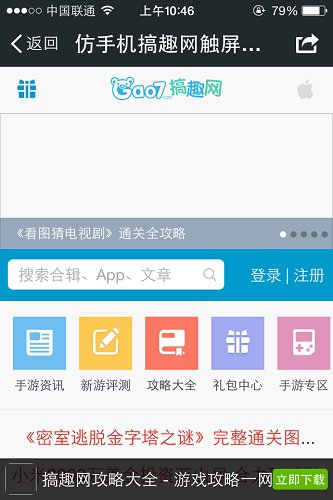 中国联通 上午10:46 79%
返回 仿手机搞趣网触屏...
Gao7.com 搞趣网
《看图猜电视剧》通关全攻略
搜索合辑、App、文章 登录 | 注册
手游资讯 新游评测 攻略大全 礼包中心 手游专区
《密室逃脱金字塔之谜》完整通关图...
搞趣网攻略大全 - 游戏攻略一网 立即下载